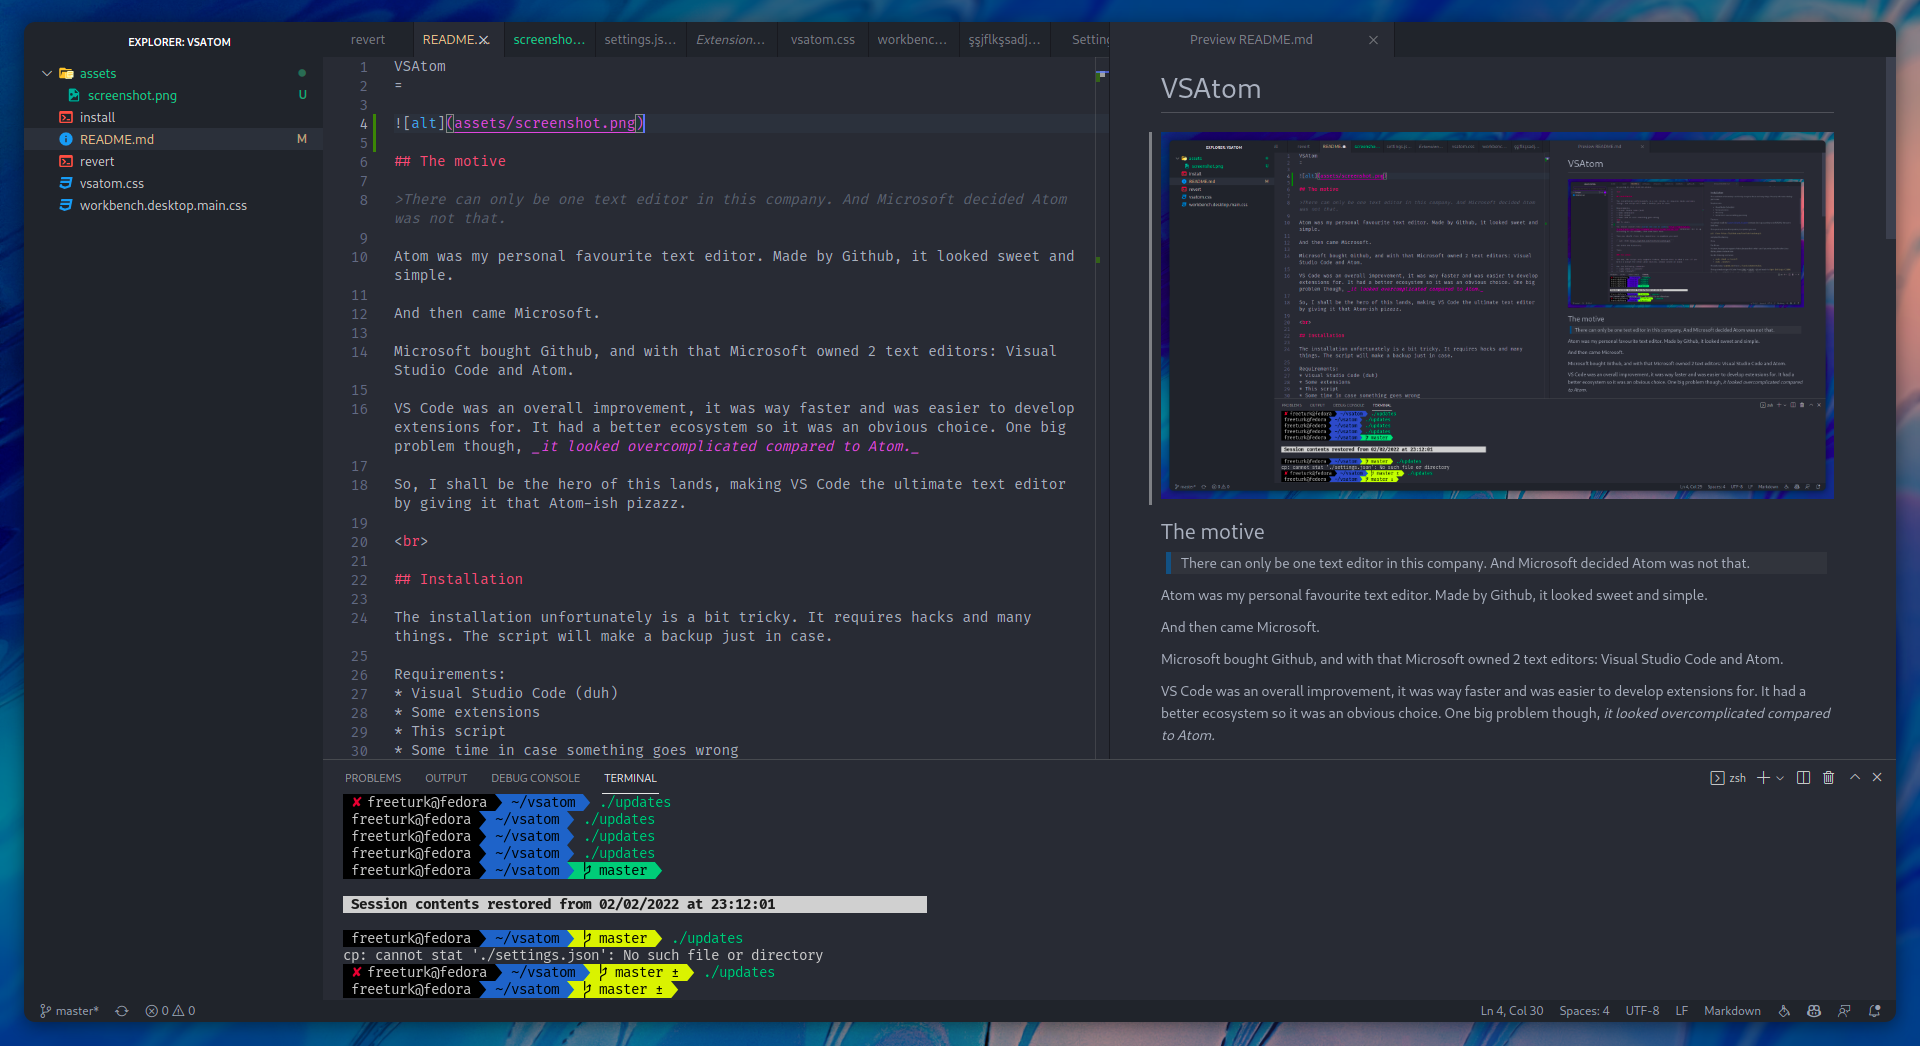 EXPLORER: VSATOM
assets
screenshot.png U
install
README.md M
revert
vsatom.css
workbench.desktop.main.css
revert
README.
screensho...
settings.js...
Extension...
vsatom.css
workbenc...
şşjflkşsadj...
Setting
Preview README.md
1 VSAtom
2 =
3
4 ![alt](assets/screenshot.png)
5
6 ## The motive
7
8 >There can only be one text editor in this company. And Microsoft decided Atom
was not that.
9
10 Atom was my personal favourite text editor. Made by Github, it looked sweet and
simple.
11
12 And then came Microsoft.
13
14 Microsoft bought Github, and with that Microsoft owned 2 text editors: Visual
Studio Code and Atom.
15
16 VS Code was an overall improvement, it was way faster and was easier to develop
extensions for. It had a better ecosystem so it was an obvious choice. One big
problem though, _it looked overcomplicated compared to Atom._
17
18 So, I shall be the hero of this lands, making VS Code the ultimate text editor
by giving it that Atom-ish pizazz.
19
20 <br>
21
22 ## Installation
23
24 The installation unfortunately is a bit tricky. It requires hacks and many
things. The script will make a backup just in case.
25
26 Requirements:
27 * Visual Studio Code (duh)
28 * Some extensions
29 * This script
30 * Some time in case something goes wrong
VSAtom
The motive
There can only be one text editor in this company. And Microsoft decided Atom was not that.
Atom was my personal favourite text editor. Made by Github, it looked sweet and simple.
And then came Microsoft.
Microsoft bought Github, and with that Microsoft owned 2 text editors: Visual Studio Code and Atom.
VS Code was an overall improvement, it was way faster and was easier to develop extensions for. It had a
better ecosystem so it was an obvious choice. One big problem though, it looked overcomplicated compared
to Atom.
PROBLEMS OUTPUT DEBUG CONSOLE TERMINAL
zsh
✘ freeturk@fedora ~/vsatom ./updates
freeturk@fedora ~/vsatom ./updates
freeturk@fedora ~/vsatom ./updates
freeturk@fedora ~/vsatom ./updates
freeturk@fedora ~/vsatom master
Session contents restored from 02/02/2022 at 23:12:01
freeturk@fedora ~/vsatom master ./updates
cp: cannot stat './settings.json': No such file or directory
✘ freeturk@fedora ~/vsatom master ± ./updates
freeturk@fedora ~/vsatom master ±
master* 0 0
Ln 4, Col 30 Spaces: 4 UTF-8 LF Markdown